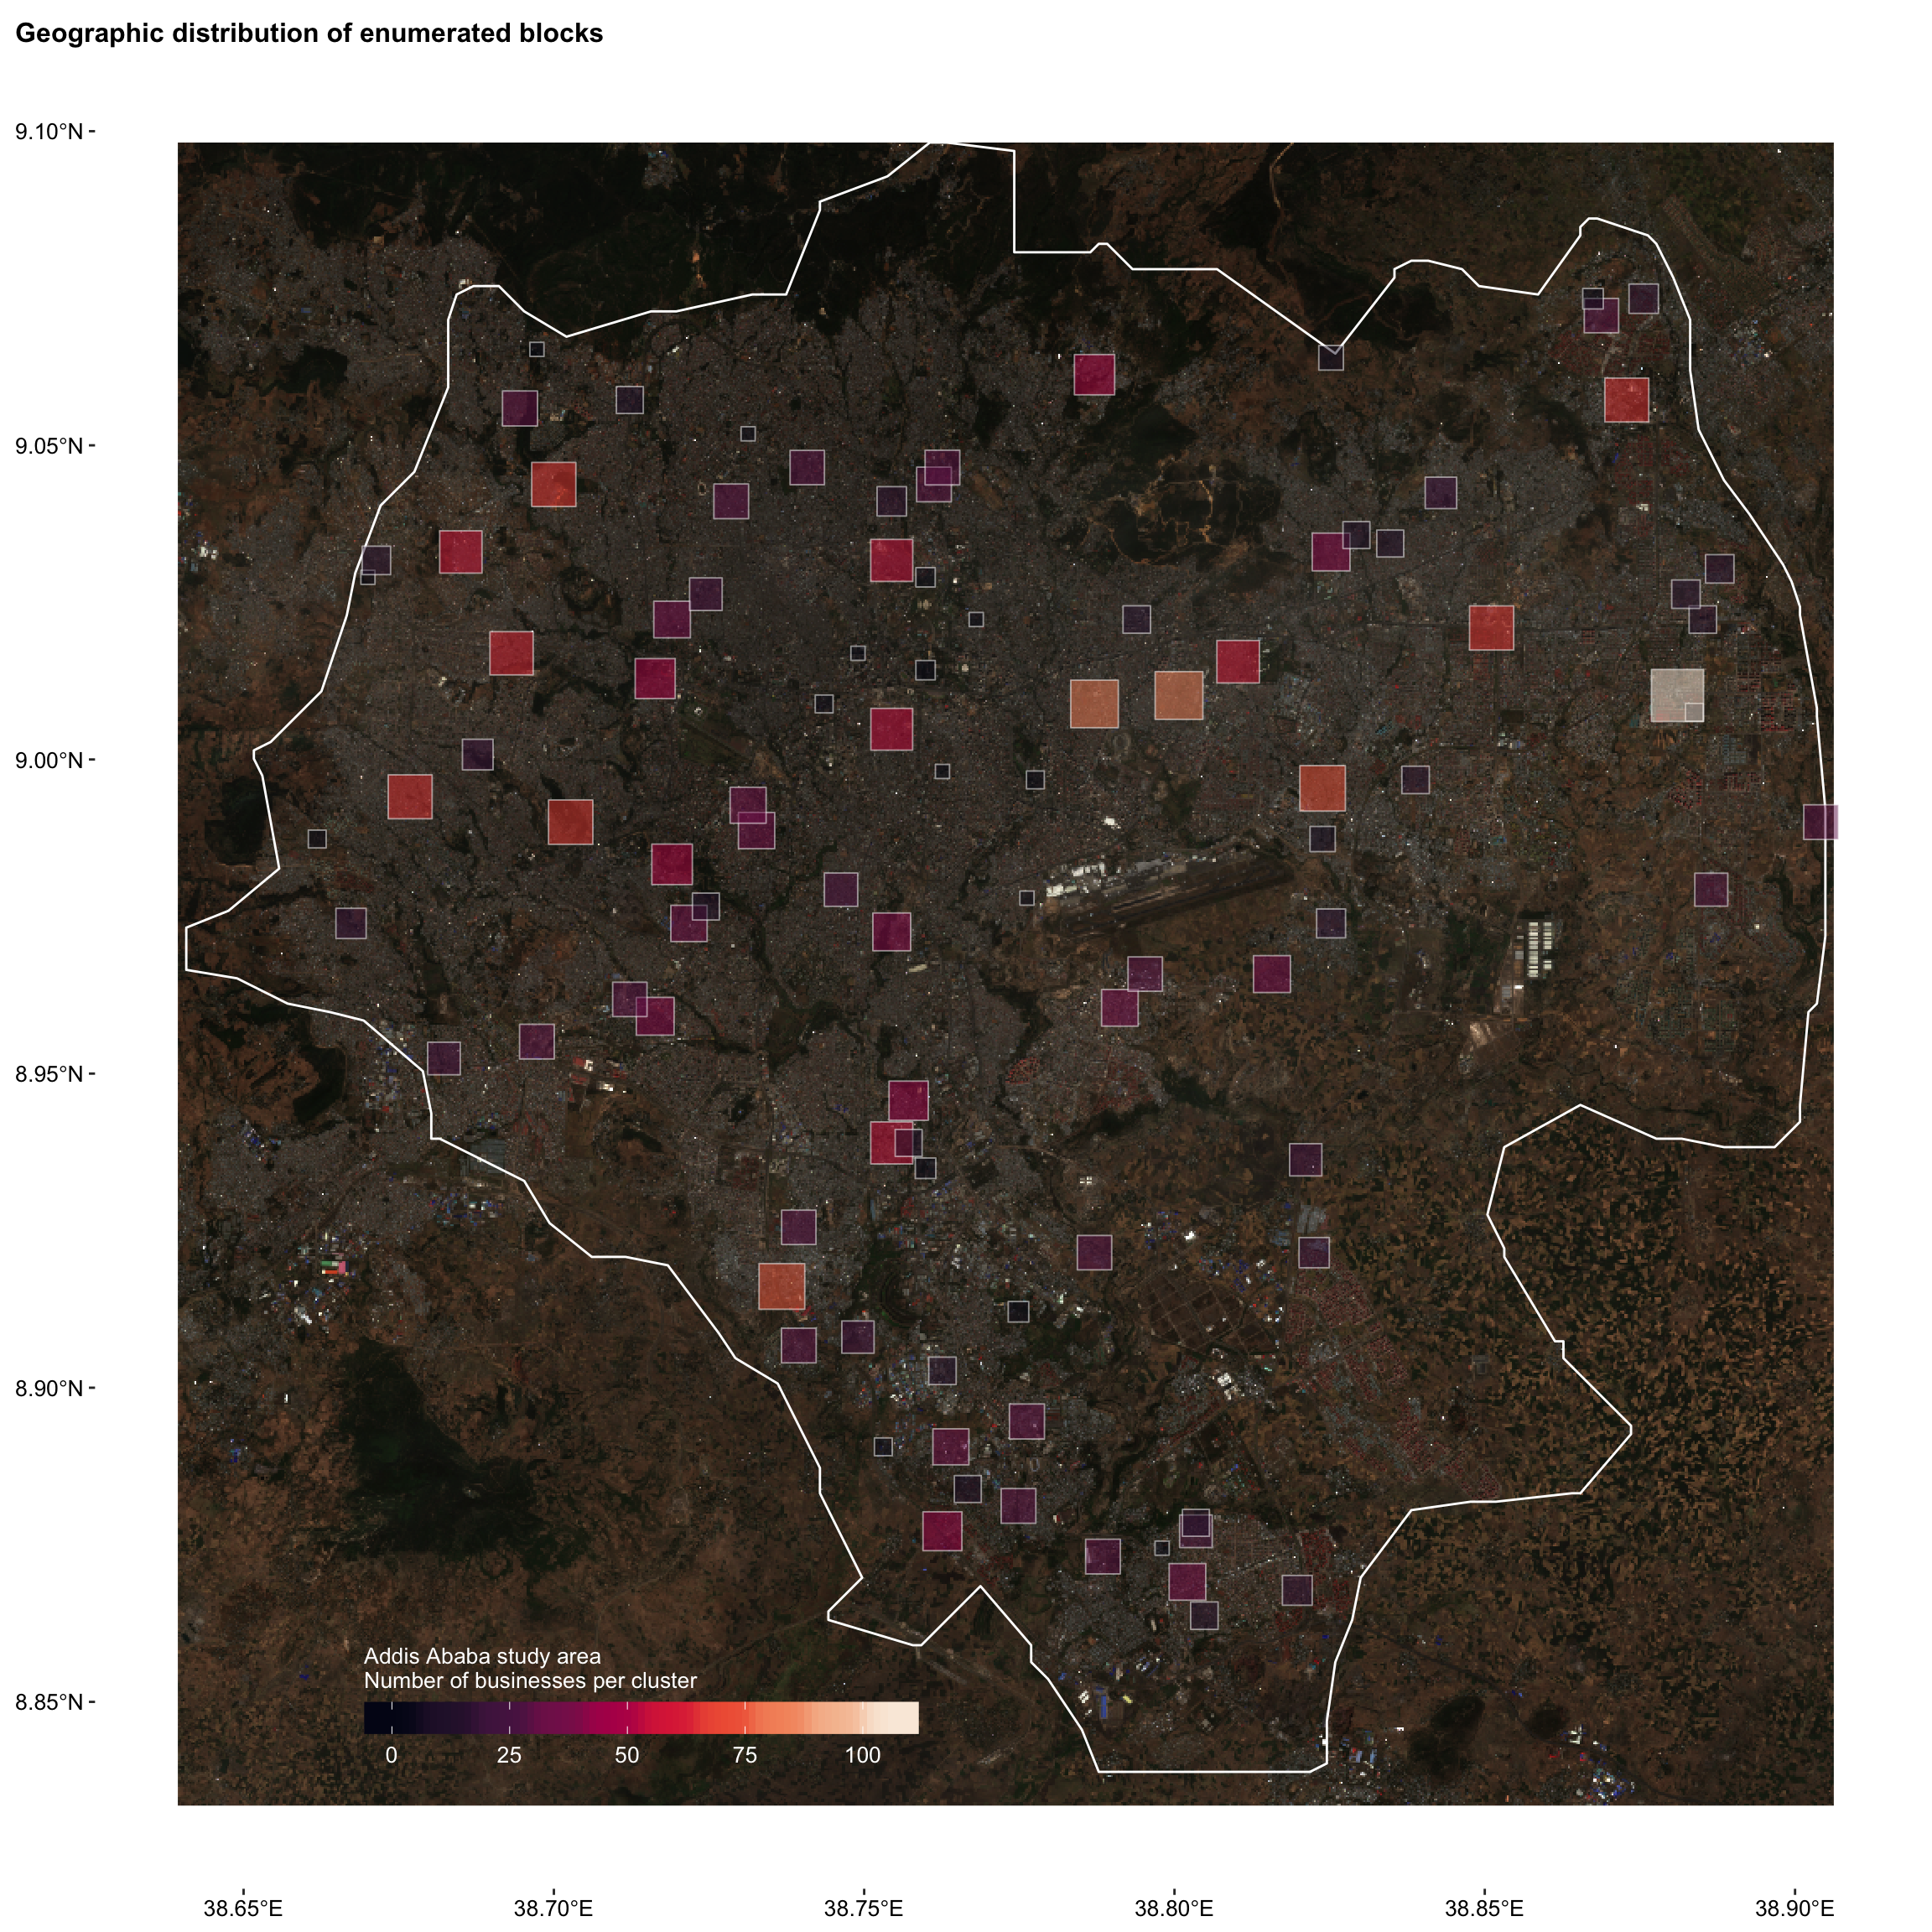 Geographic distribution of enumerated blocks
9.10°N
9.05°N
9.00°N
8.95°N
8.90°N
8.85°N
Addis Ababa study area
Number of businesses per cluster
0 25 50 75 100
38.65°E 38.70°E 38.75°E 38.80°E 38.85°E 38.90°E